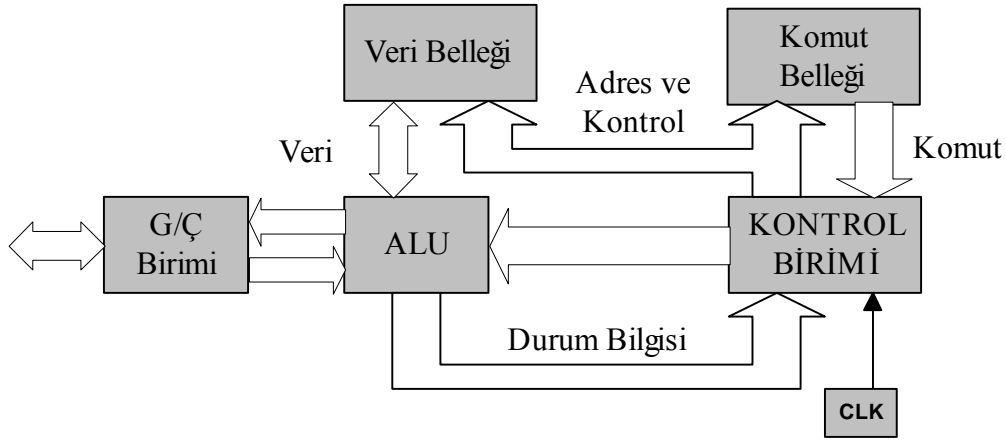 Veri Belleği
Komut
Belleği
Adres ve
Kontrol
Veri
Komut
G/Ç
Birimi
ALU
KONTROL
BİRİMİ
Durum Bilgisi
CLK